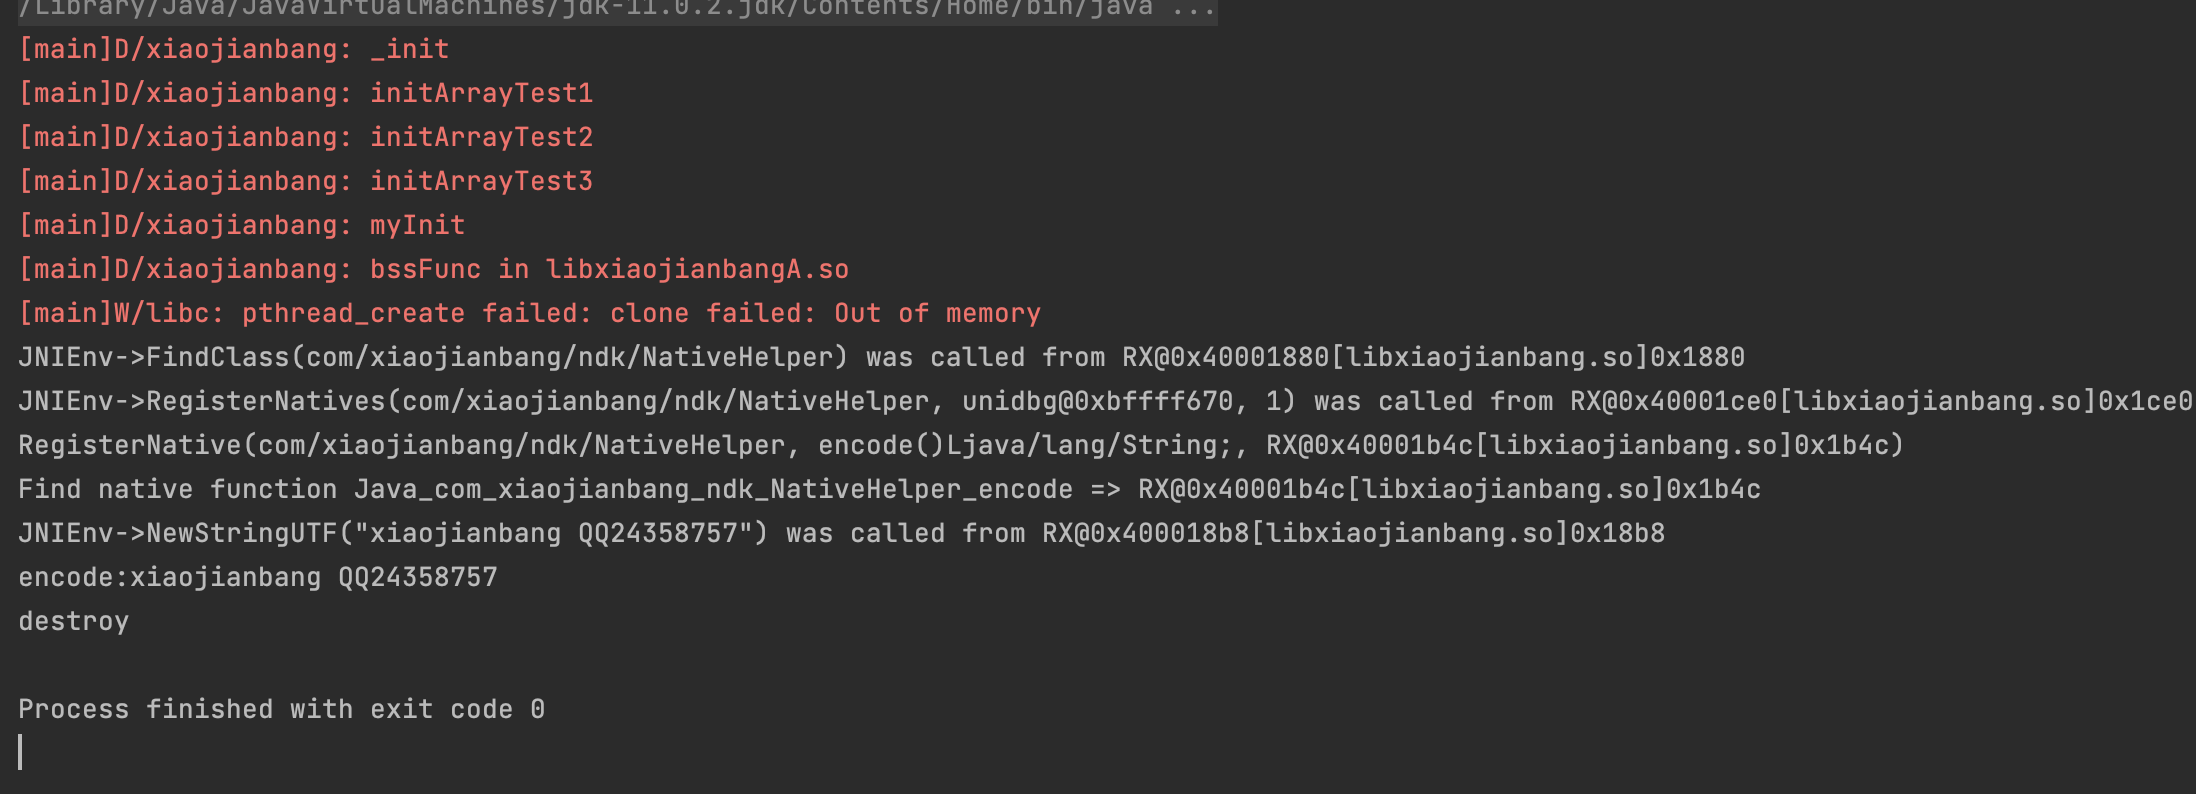 /Library/Java/JavaVirtualMachines/jdk-11.0.2.jdk/Contents/Home/bin/java ...
[main]D/xiaojianbang: _init
[main]D/xiaojianbang: initArrayTest1
[main]D/xiaojianbang: initArrayTest2
[main]D/xiaojianbang: initArrayTest3
[main]D/xiaojianbang: myInit
[main]D/xiaojianbang: bssFunc in libxiaojianbangA.so
[main]W/libc: pthread_create failed: clone failed: Out of memory
JNIEnv->FindClass(com/xiaojianbang/ndk/NativeHelper) was called from RX@0x40001880[libxiaojianbang.so]0x1880
JNIEnv->RegisterNatives(com/xiaojianbang/ndk/NativeHelper, unidbg@0xbffff670, 1) was called from RX@0x40001ce0[libxiaojianbang.so]0x1ce0
RegisterNative(com/xiaojianbang/ndk/NativeHelper, encode()Ljava/lang/String;, RX@0x40001b4c[libxiaojianbang.so]0x1b4c)
Find native function Java_com_xiaojianbang_ndk_NativeHelper_encode => RX@0x40001b4c[libxiaojianbang.so]0x1b4c
JNIEnv->NewStringUTF("xiaojianbang QQ24358757") was called from RX@0x400018b8[libxiaojianbang.so]0x18b8
encode:xiaojianbang QQ24358757
destroy
Process finished with exit code 0